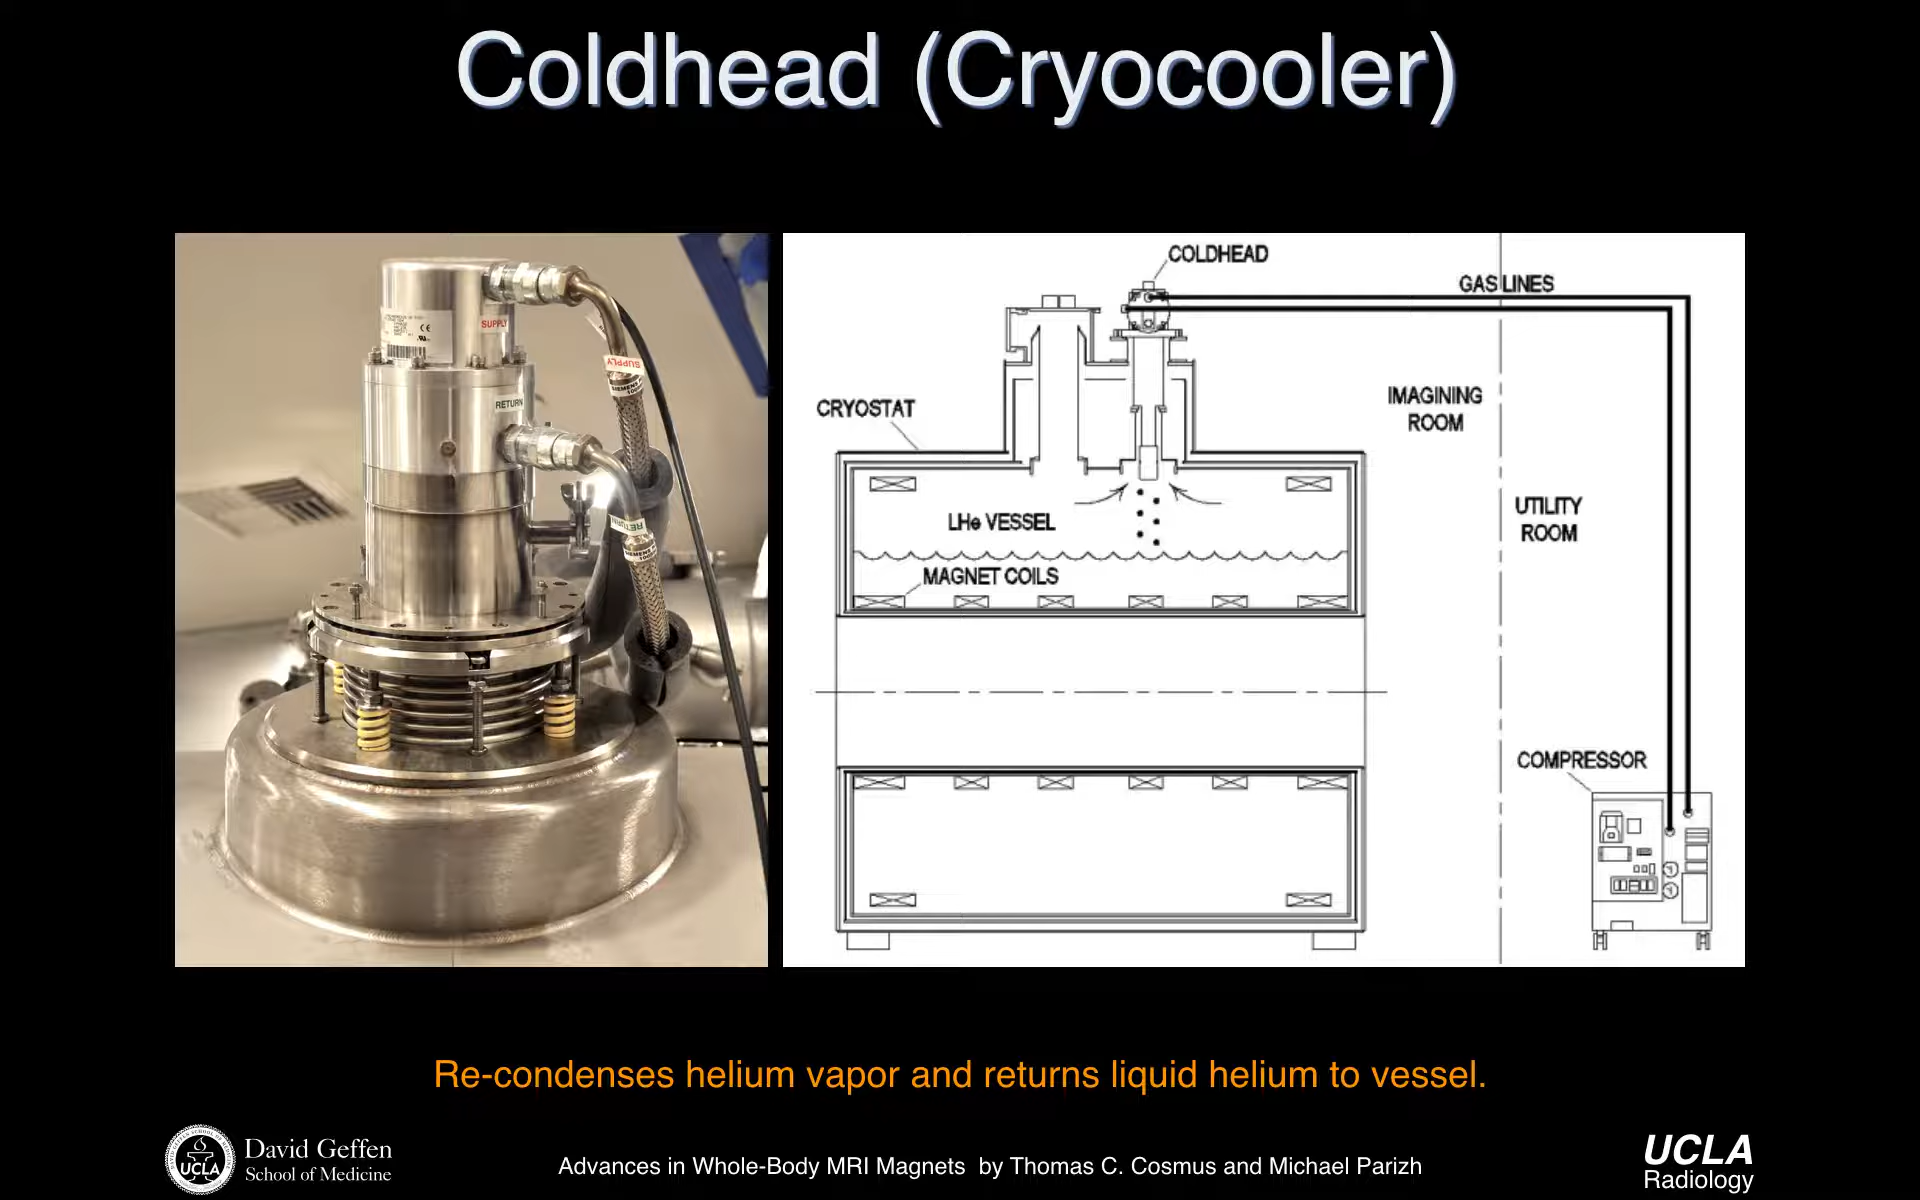 Coldhead (Cryocooler)
SUPPLY
SUPPLY
RETURN
RETURN
COLDHEAD
GAS LINES
CRYOSTAT
IMAGINING
ROOM
LHe VESSEL
UTILITY
ROOM
MAGNET COILS
COMPRESSOR
Re-condenses helium vapor and returns liquid helium to vessel.
UCLA
David Geffen
School of Medicine
Advances in Whole-Body MRI Magnets by Thomas C. Cosmus and Michael Parizh
UCLA
Radiology